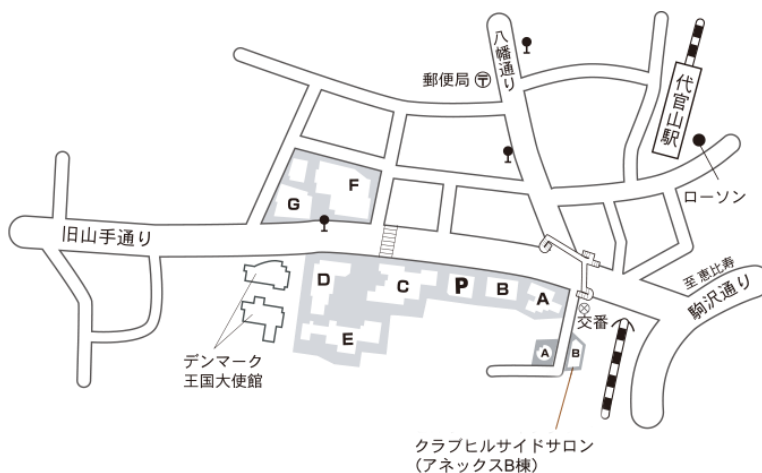 八幡通り
郵便局
代官山駅
ローソン
F
G
旧山手通り
至 恵比寿
駒沢通り
D
C
P
B
A
交番
E
A
B
デンマーク
王国大使館
クラブヒルサイドサロン
（アネックスB棟）